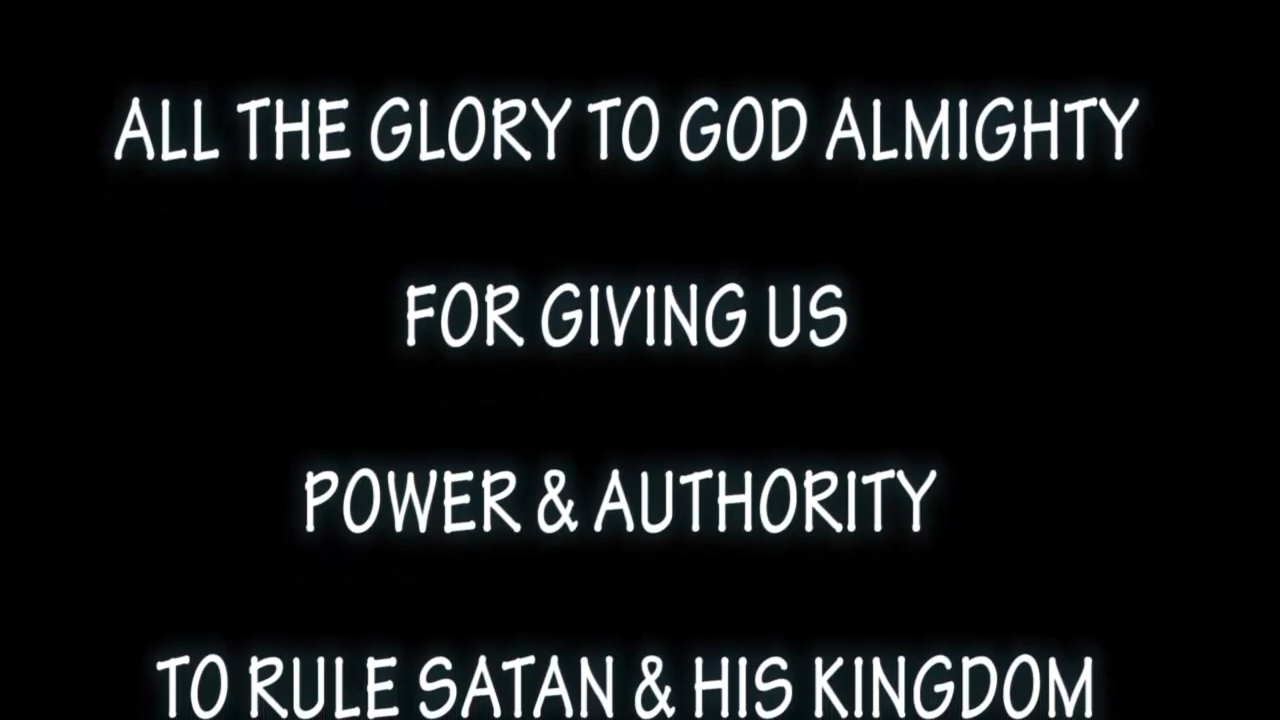 ALL THE GLORY TO GOD ALMIGHTY
FOR GIVING US
POWER & AUTHORITY
TO RULE SATAN & HIS KINGDOM